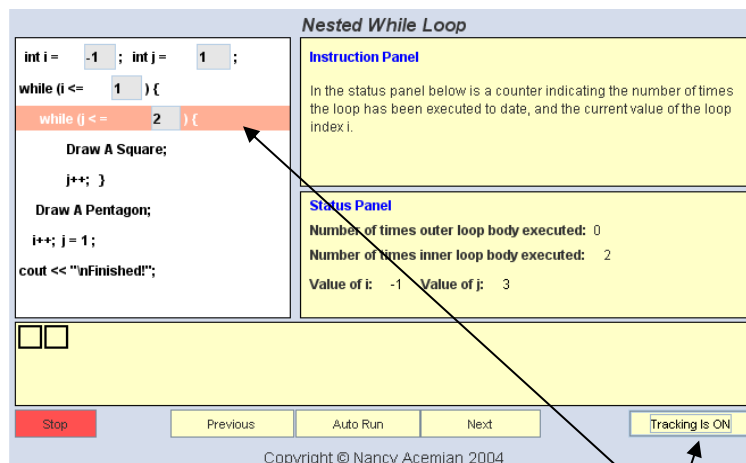 Nested While Loop
int i = -1 ; int j = 1 ;
while (i <= 1 ) {
while (j < = 2 ) {
Draw A Square;
j++; }
Draw A Pentagon;
i++; j = 1 ;
cout << "\nFinished!";
Instruction Panel
In the status panel below is a counter indicating the number of times
the loop has been executed to date, and the current value of the loop
index i.
Status Panel
Number of times outer loop body executed: 0
Number of times inner loop body executed: 2
Value of i: -1 Value of j: 3
Stop Previous Auto Run Next Tracking Is ON
Copyright © Nancy Acemian 2004